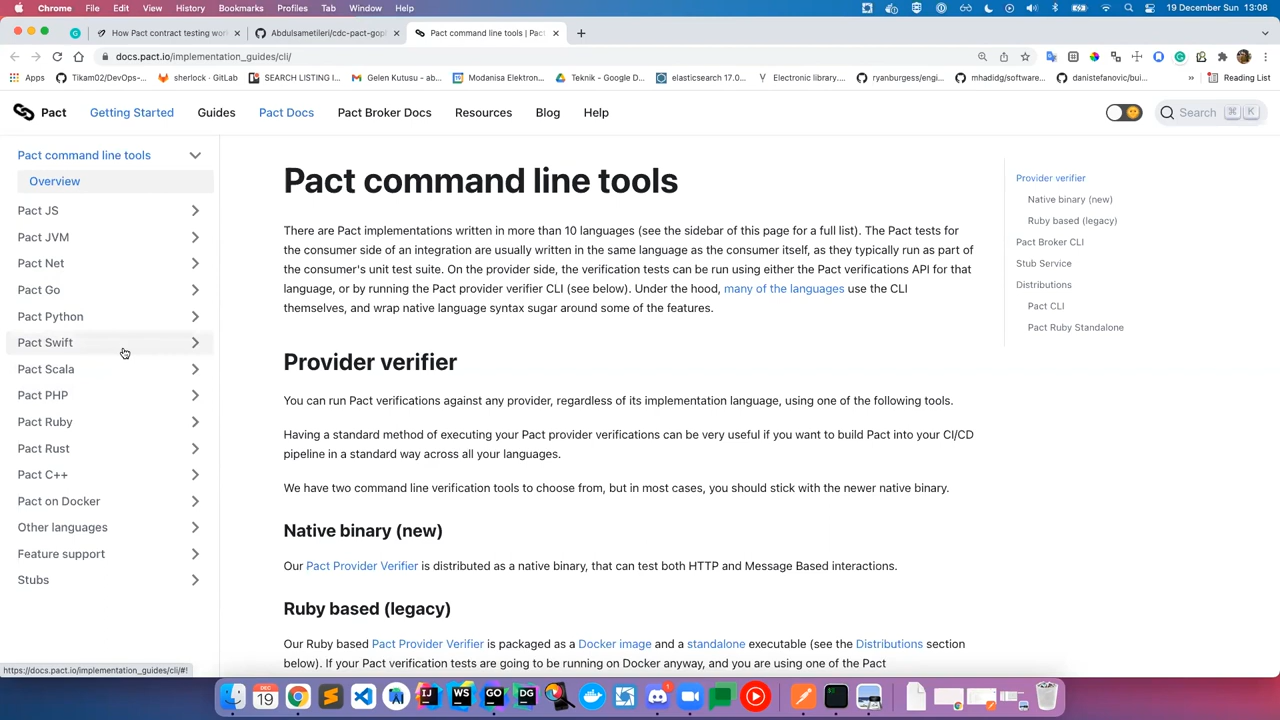 Chrome File Edit View History Bookmarks Profiles Tab Window Help 19 December Sun 13:08
How Pact contract testing wo
Abdulsametileri/cdc-pact-gopl
Pact command line tools | Pac
docs.pact.io/implementation_guides/cli/
Apps Tikam02/DevOps-... sherlock · GitLab SEARCH LISTING I... Gelen Kutusu - ab... Modanisa Elektron... Teknik - Google D... elasticsearch 17.0... Electronic library.... ryanburgess/engi... mhadidg/software... danistefanovic/bui... » Reading List
Pact Getting Started Guides Pact Docs Pact Broker Docs Resources Blog Help Search ⌘ K
Pact command line tools
Overview
Pact JS
Pact JVM
Pact Net
Pact Go
Pact Python
Pact Swift
Pact Scala
Pact PHP
Pact Ruby
Pact Rust
Pact C++
Pact on Docker
Other languages
Feature support
Stubs
https://docs.pact.io/implementation_guides/cli/#!
Pact command line tools
There are Pact implementations written in more than 10 languages (see the sidebar of this page for a full list). The Pact tests for
the consumer side of an integration are usually written in the same language as the consumer itself, as they typically run as part of
the consumer's unit test suite. On the provider side, the verification tests can be run using either the Pact verifications API for that
language, or by running the Pact provider verifier CLI (see below). Under the hood, many of the languages use the CLI
themselves, and wrap native language syntax sugar around some of the features.
Provider verifier
You can run Pact verifications against any provider, regardless of its implementation language, using one of the following tools.
Having a standard method of executing your Pact provider verifications can be very useful if you want to build Pact into your CI/CD
pipeline in a standard way across all your languages.
We have two command line verification tools to choose from, but in most cases, you should stick with the newer native binary.
Native binary (new)
Our Pact Provider Verifier is distributed as a native binary, that can test both HTTP and Message Based interactions.
Ruby based (legacy)
Our Ruby based Pact Provider Verifier is packaged as a Docker image and a standalone executable (see the Distributions section
below). If your Pact verification tests are going to be running on Docker anyway, and you are using one of the Pact
Provider verifier
Native binary (new)
Ruby based (legacy)
Pact Broker CLI
Stub Service
Distributions
Pact CLI
Pact Ruby Standalone
DEC
19
IJ
WS
GO
DG
1